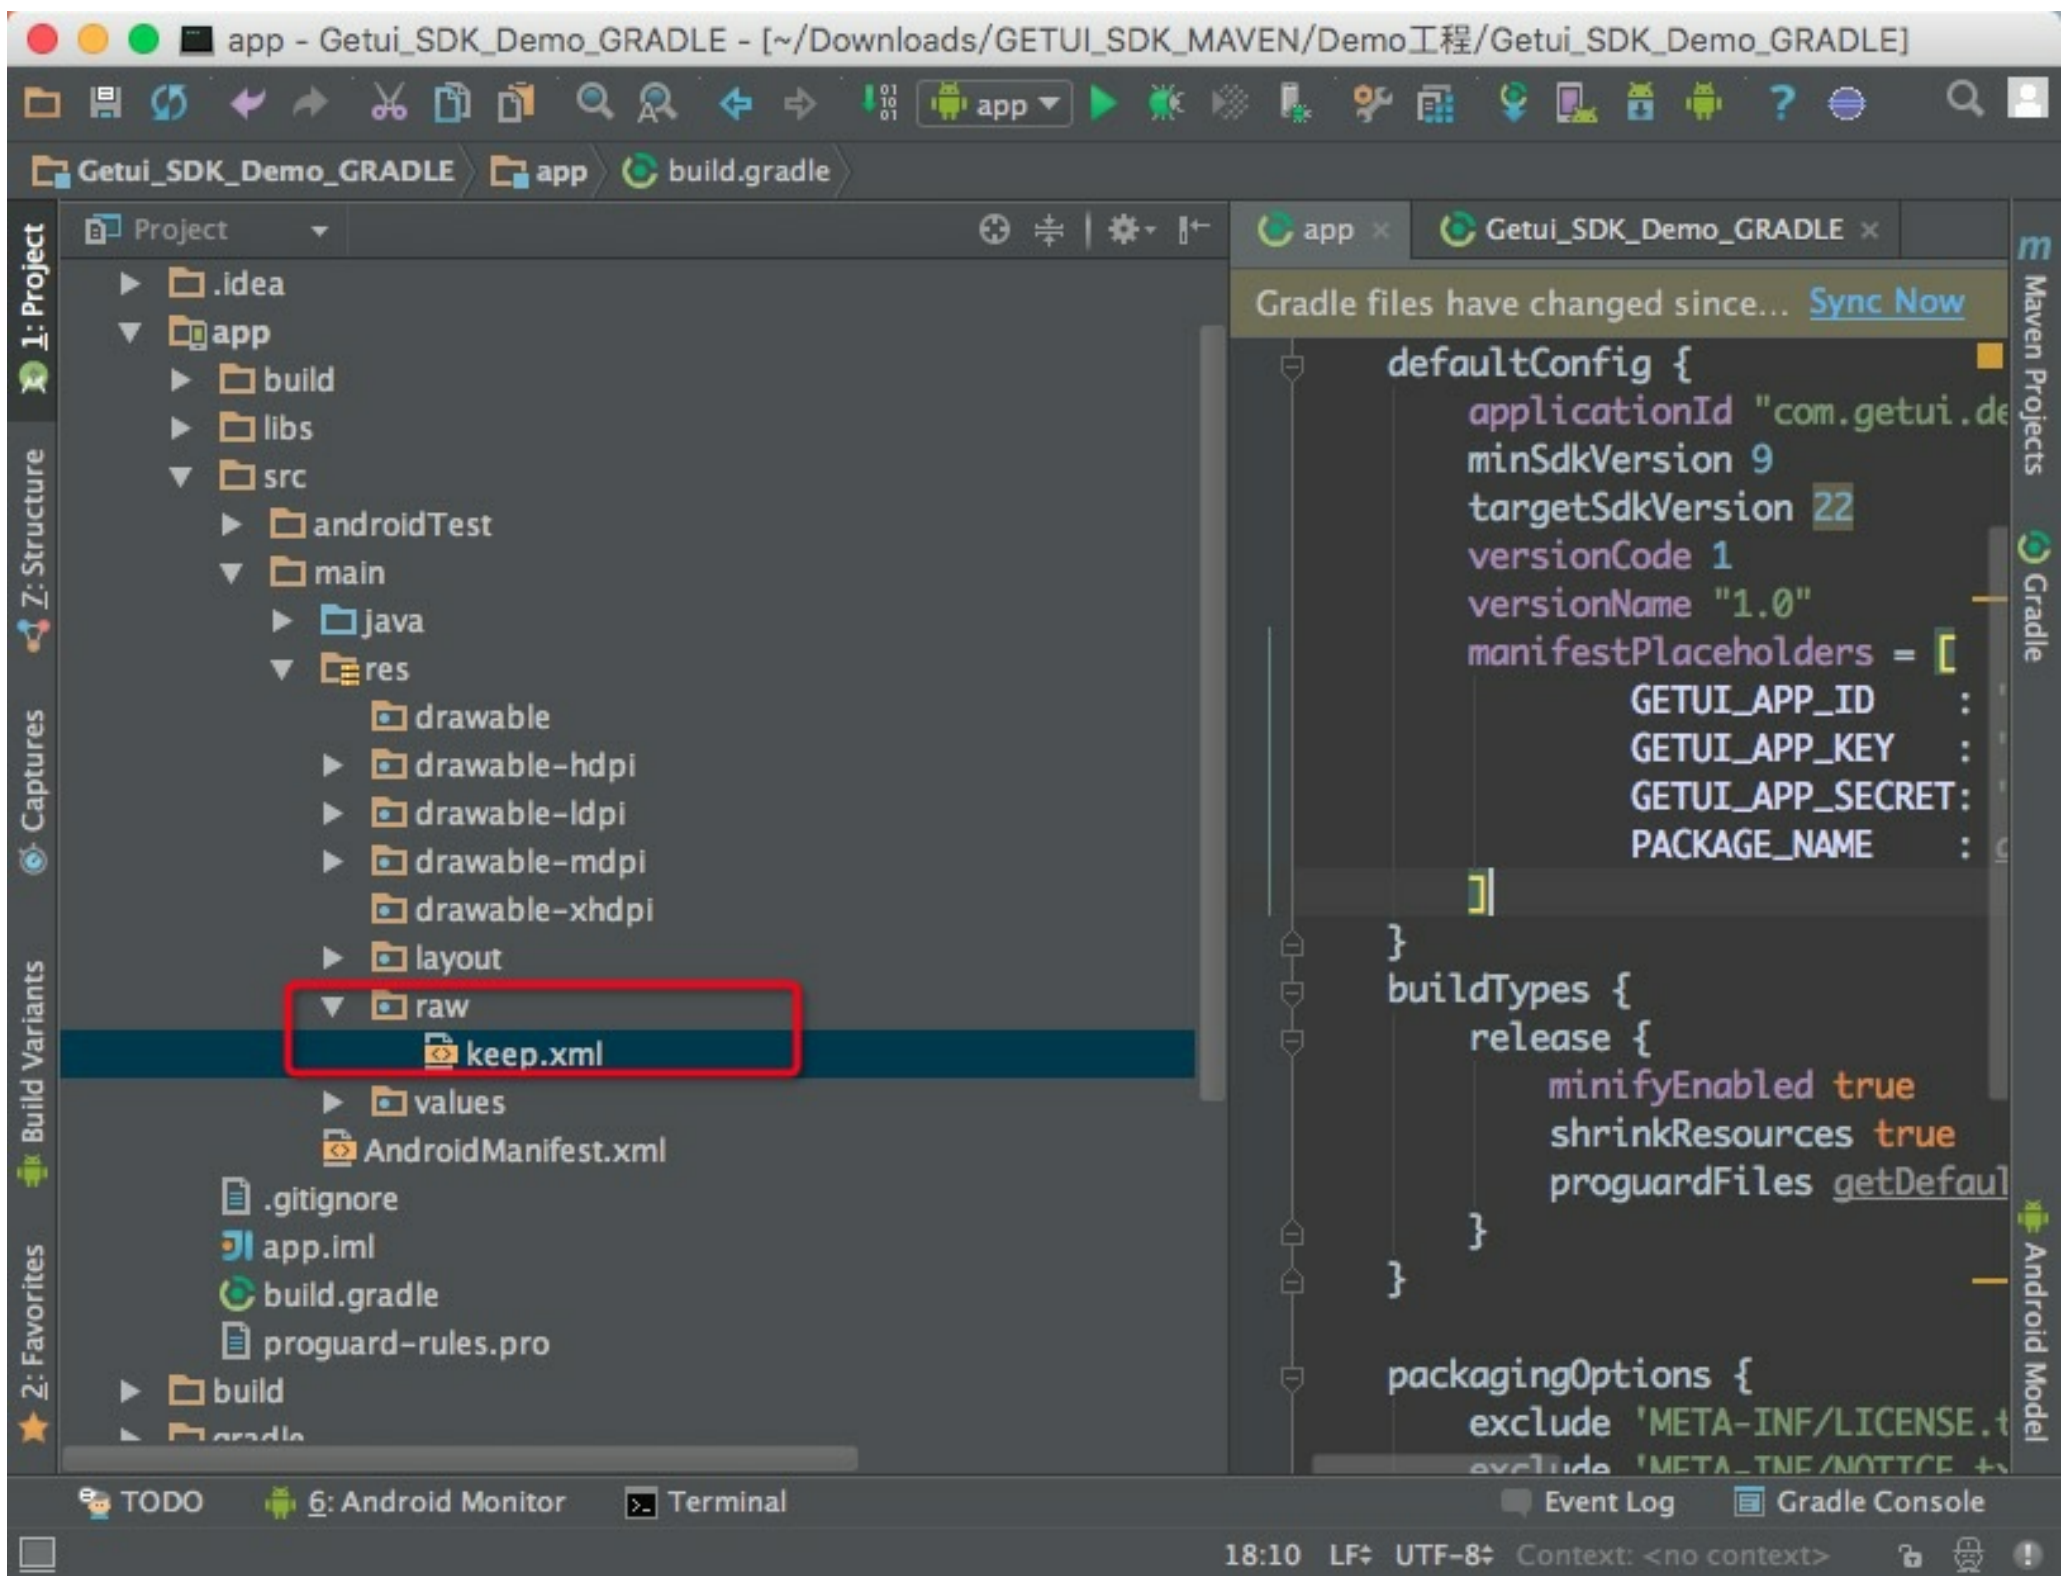 app - Getui_SDK_Demo_GRADLE - [~/Downloads/GETUI_SDK_MAVEN/Demo工程/Getui_SDK_Demo_GRADLE]
app
Getui_SDK_Demo_GRADLE app build.gradle
1: Project
7: Structure
Captures
Build Variants
2: Favorites
Project
.idea
app
build
libs
src
androidTest
main
java
res
drawable
drawable-hdpi
drawable-ldpi
drawable-mdpi
drawable-xhdpi
layout
raw
keep.xml
values
AndroidManifest.xml
.gitignore
app.iml
build.gradle
proguard-rules.pro
build
gradle
app Getui_SDK_Demo_GRADLE
Gradle files have changed since... Sync Now
defaultConfig {
applicationId "com.getui.de
minSdkVersion 9
targetSdkVersion 22
versionCode 1
versionName "1.0"
manifestPlaceholders = [
GETUI_APP_ID : "
GETUI_APP_KEY : "
GETUI_APP_SECRET: "
PACKAGE_NAME :
]
}
buildTypes {
release {
minifyEnabled true
shrinkResources true
proguardFiles getDefaul
}
}
packagingOptions {
exclude 'META-INF/LICENSE.t
exclude 'META-INF/NOTICE.tx
Maven Projects
Gradle
Android Model
TODO 6: Android Monitor Terminal Event Log Gradle Console
18:10 LF UTF-8 Context: <no context>